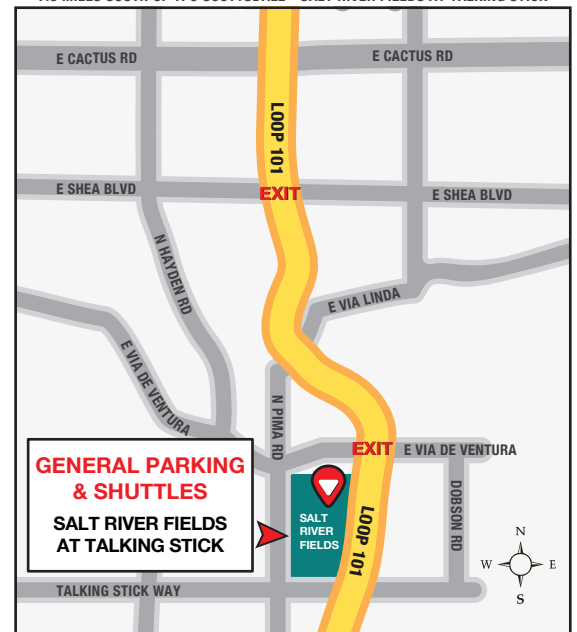 E CACTUS RD
E CACTUS RD
LOOP 101
E SHEA BLVD
EXIT
E SHEA BLVD
N HAYDEN RD
E VIA LINDA
E VIA DE VENTURA
N PIMA RD
EXIT
E VIA DE VENTURA
GENERAL PARKING
& SHUTTLES
SALT RIVER FIELDS
AT TALKING STICK
SALT
RIVER
FIELDS
LOOP 101
DOBSON RD
N
W
E
S
TALKING STICK WAY